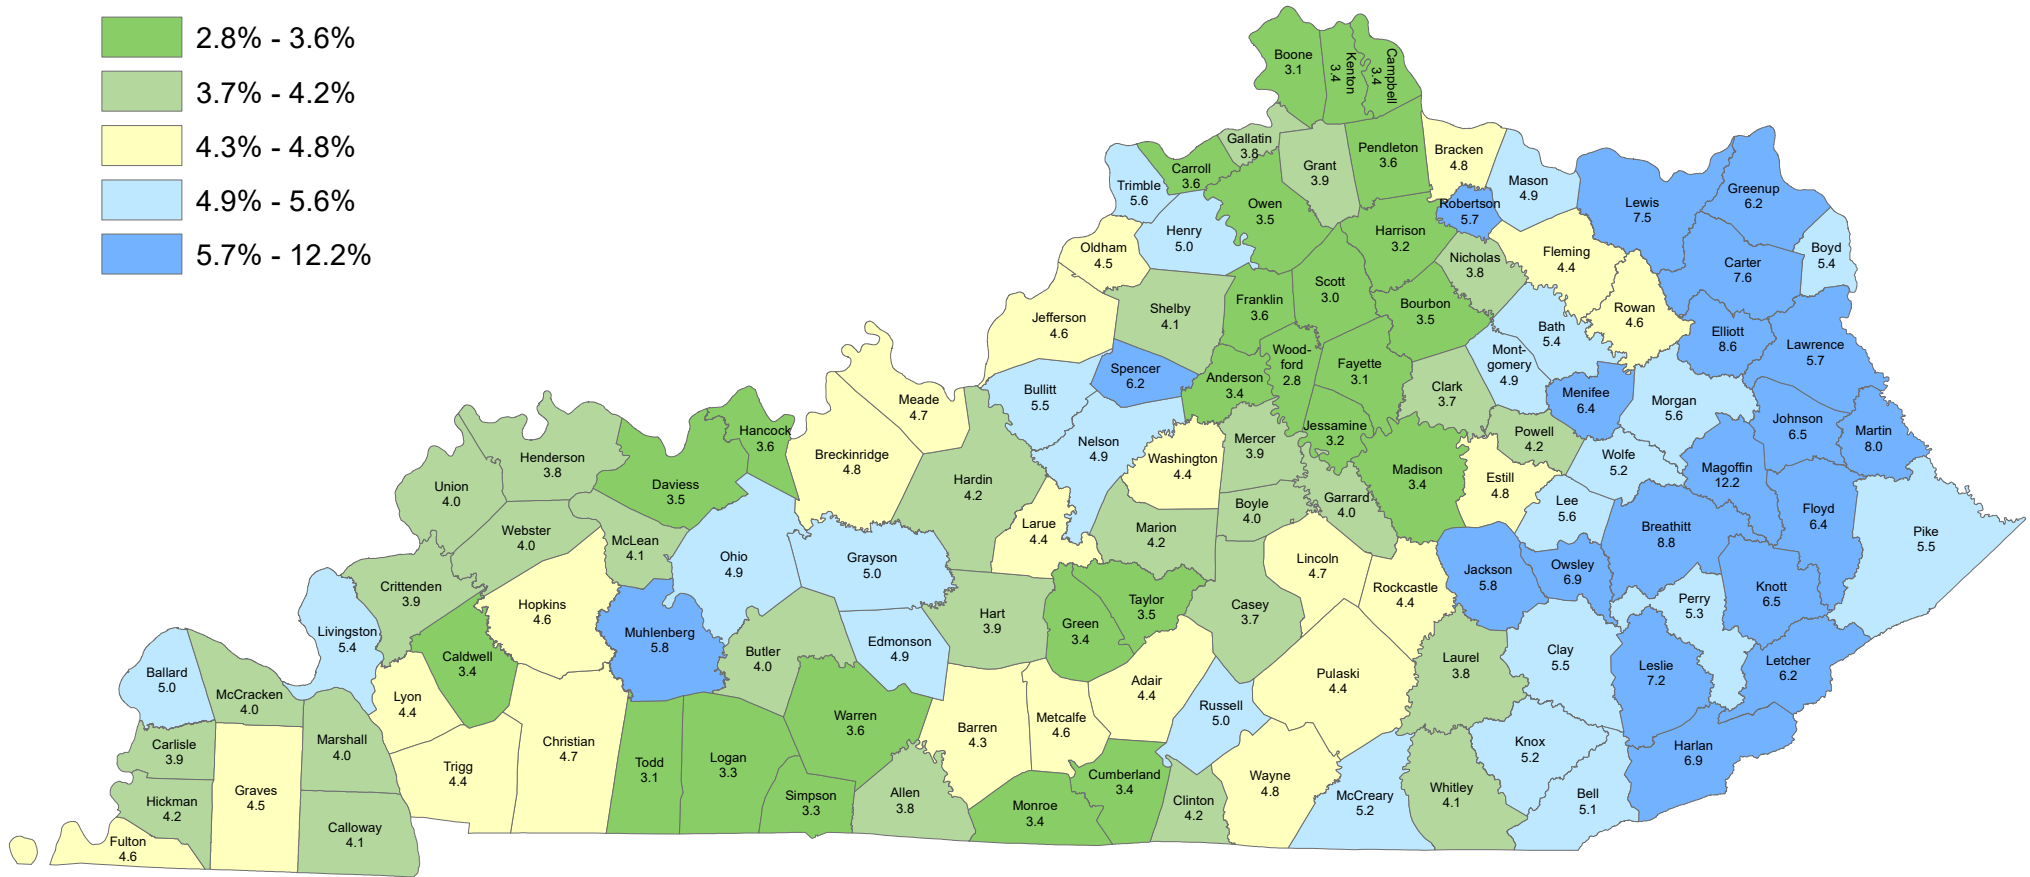 2.8% - 3.6%
3.7% - 4.2%
4.3% - 4.8%
4.9% - 5.6%
5.7% - 12.2%
Boone
3.1
Kenton
3.4
Campbell
3.4
Gallatin
3.8
Carroll
3.6
Trimble
5.6
Grant
3.9
Pendleton
3.6
Bracken
4.8
Mason
4.9
Robertson
5.7
Lewis
7.5
Greenup
6.2
Boyd
5.4
Carter
7.6
Owen
3.5
Henry
5.0
Oldham
4.5
Harrison
3.2
Nicholas
3.8
Fleming
4.4
Rowan
4.6
Elliott
8.6
Lawrence
5.7
Jefferson
4.6
Shelby
4.1
Franklin
3.6
Scott
3.0
Bourbon
3.5
Bath
5.4
Mont-
gomery
4.9
Menifee
6.4
Morgan
5.6
Johnson
6.5
Martin
8.0
Bullitt
5.5
Spencer
6.2
Anderson
3.4
Wood-
ford
2.8
Fayette
3.1
Clark
3.7
Powell
4.2
Wolfe
5.2
Magoffin
12.2
Floyd
6.4
Pike
5.5
Meade
4.7
Breckinridge
4.8
Hancock
3.6
Daviess
3.5
Henderson
3.8
Union
4.0
Webster
4.0
McLean
4.1
Ohio
4.9
Grayson
5.0
Hardin
4.2
Larue
4.4
Nelson
4.9
Washington
4.4
Mercer
3.9
Jessamine
3.2
Madison
3.4
Estill
4.8
Lee
5.6
Breathitt
8.8
Knott
6.5
Marion
4.2
Boyle
4.0
Garrard
4.0
Lincoln
4.7
Rockcastle
4.4
Jackson
5.8
Owsley
6.9
Perry
5.3
Letcher
6.2
Crittenden
3.9
Livingston
5.4
Hopkins
4.6
Caldwell
3.4
Lyon
4.4
Muhlenberg
5.8
Butler
4.0
Edmonson
4.9
Hart
3.9
Green
3.4
Taylor
3.5
Casey
3.7
Adair
4.4
Russell
5.0
Pulaski
4.4
Laurel
3.8
Clay
5.5
Leslie
7.2
Harlan
6.9
Ballard
5.0
McCracken
4.0
Carlisle
3.9
Hickman
4.2
Fulton
4.6
Graves
4.5
Marshall
4.0
Calloway
4.1
Trigg
4.4
Christian
4.7
Todd
3.1
Logan
3.3
Simpson
3.3
Warren
3.6
Allen
3.8
Barren
4.3
Metcalfe
4.6
Monroe
3.4
Cumberland
3.4
Clinton
4.2
Wayne
4.8
McCreary
5.2
Whitley
4.1
Knox
5.2
Bell
5.1